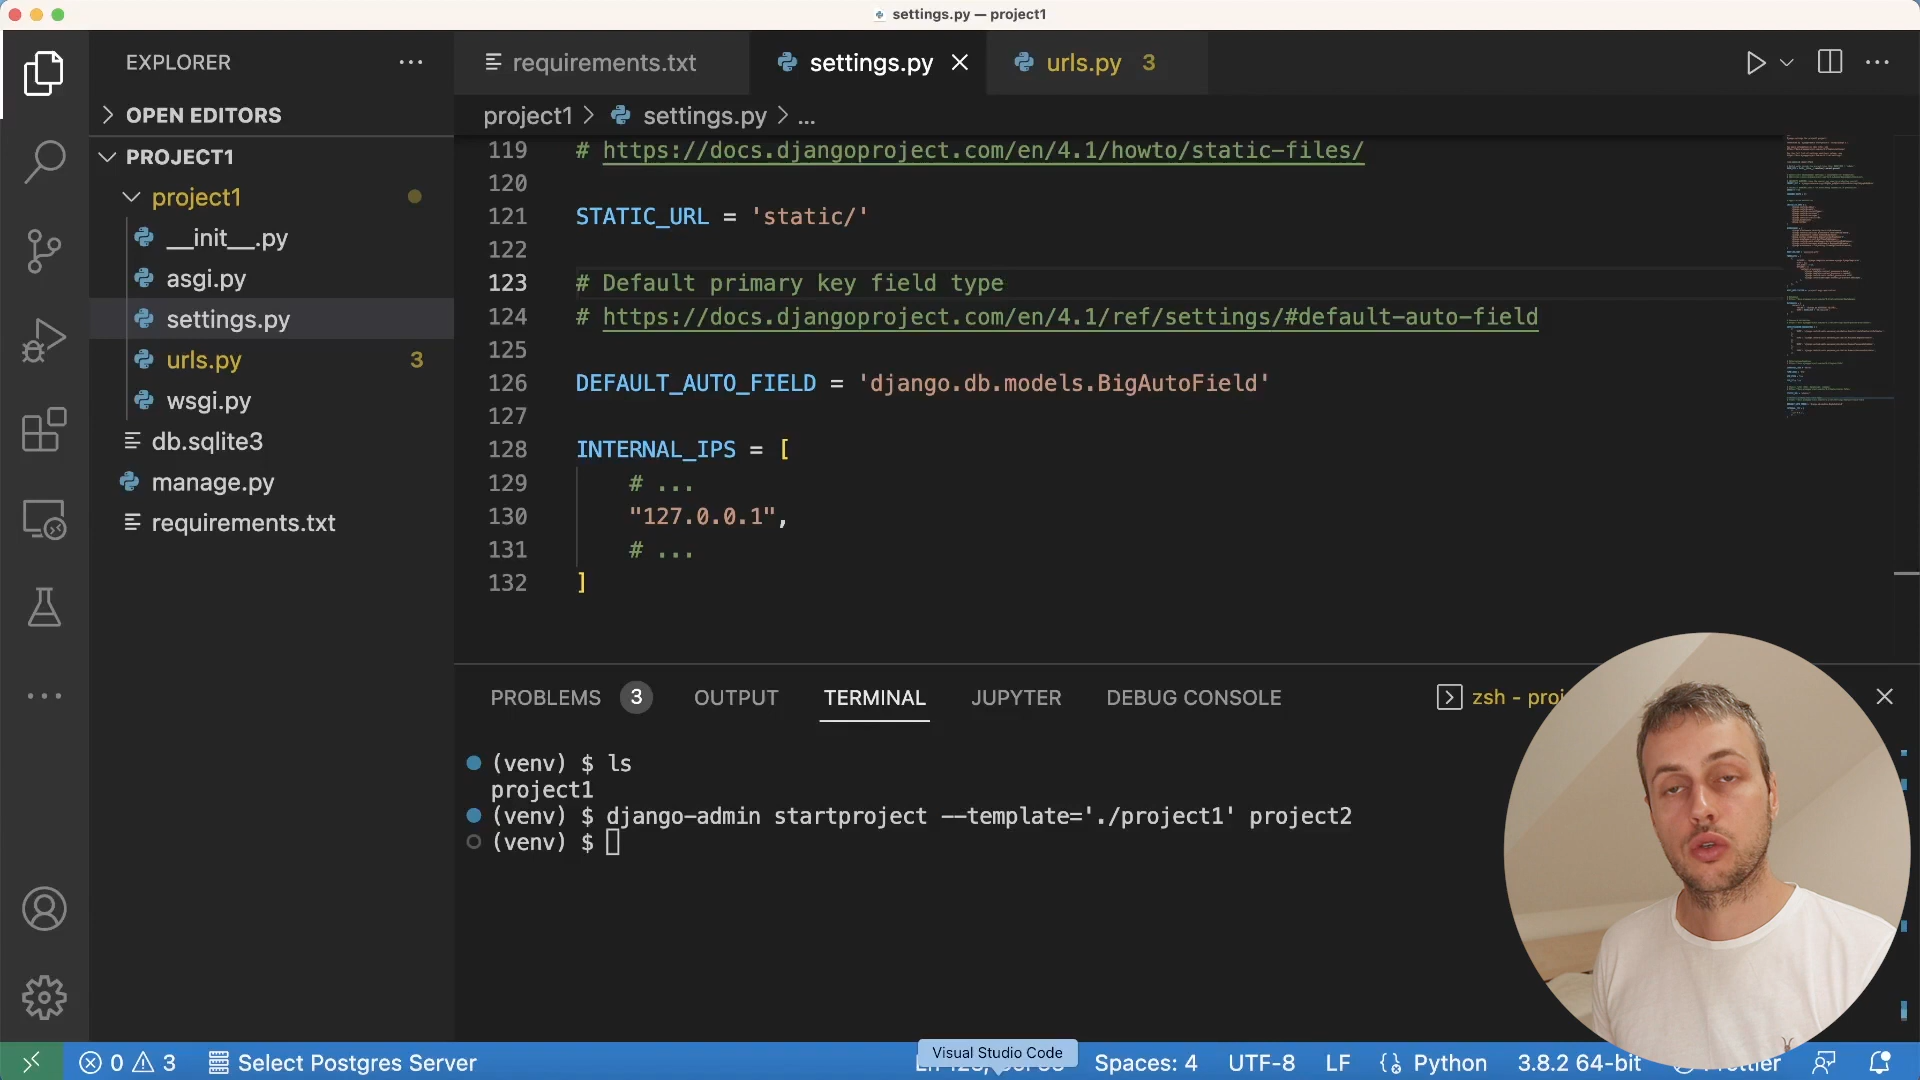 settings.py — project1
EXPLORER
requirements.txt
settings.py
urls.py 3
OPEN EDITORS
PROJECT1
project1
__init__.py
asgi.py
settings.py
urls.py 3
wsgi.py
db.sqlite3
manage.py
requirements.txt
project1 > settings.py > ...
119 # https://docs.djangoproject.com/en/4.1/howto/static-files/
120
121 STATIC_URL = 'static/'
122
123 # Default primary key field type
124 # https://docs.djangoproject.com/en/4.1/ref/settings/#default-auto-field
125
126 DEFAULT_AUTO_FIELD = 'django.db.models.BigAutoField'
127
128 INTERNAL_IPS = [
129 # ...
130 "127.0.0.1",
131 # ...
132 ]
PROBLEMS 3 OUTPUT TERMINAL JUPYTER DEBUG CONSOLE
zsh -
(venv) $ ls
project1
(venv) $ django-admin startproject --template='./project1' project2
(venv) $
0 3 Select Postgres Server
Visual Studio Code
Spaces: 4 UTF-8 LF Python 3.8.2 64-bit